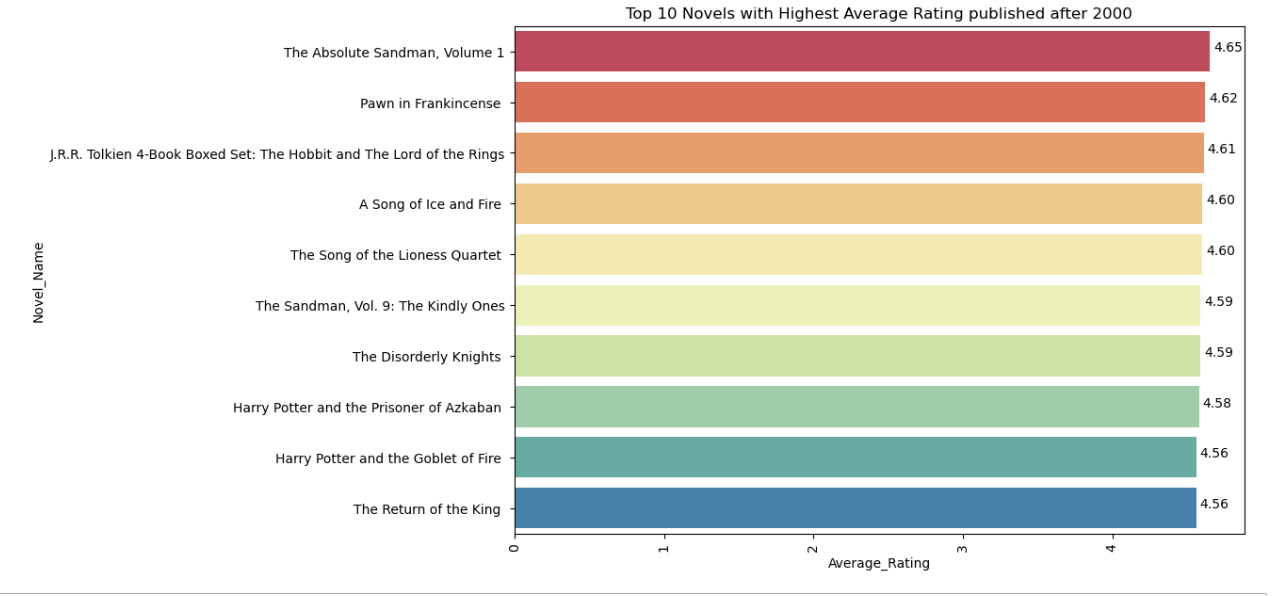 Top 10 Novels with Highest Average Rating published after 2000
The Absolute Sandman, Volume 1
4.65
Pawn in Frankincense
4.62
J.R.R. Tolkien 4-Book Boxed Set: The Hobbit and The Lord of the Rings
4.61
A Song of Ice and Fire
4.60
The Song of the Lioness Quartet
4.60
The Sandman, Vol. 9: The Kindly Ones
4.59
The Disorderly Knights
4.59
Harry Potter and the Prisoner of Azkaban
4.58
Harry Potter and the Goblet of Fire
4.56
The Return of the King
4.56
Novel_Name
0 1 2 3 4
Average_Rating